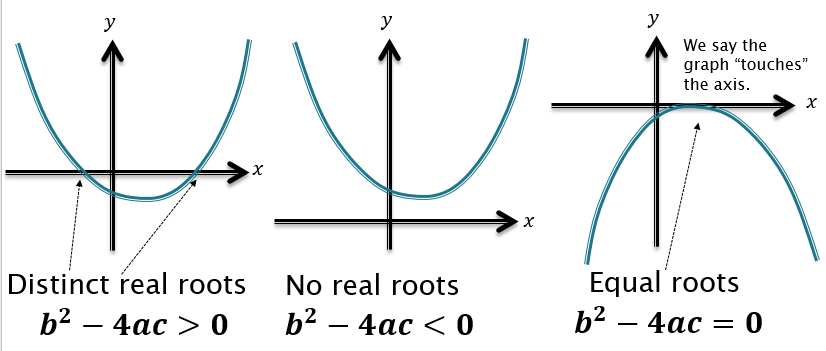 y
x
Distinct real roots
b² − 4ac > 0
y
x
No real roots
b² − 4ac < 0
y
We say the
graph “touches”
the axis.
x
Equal roots
b² − 4ac = 0